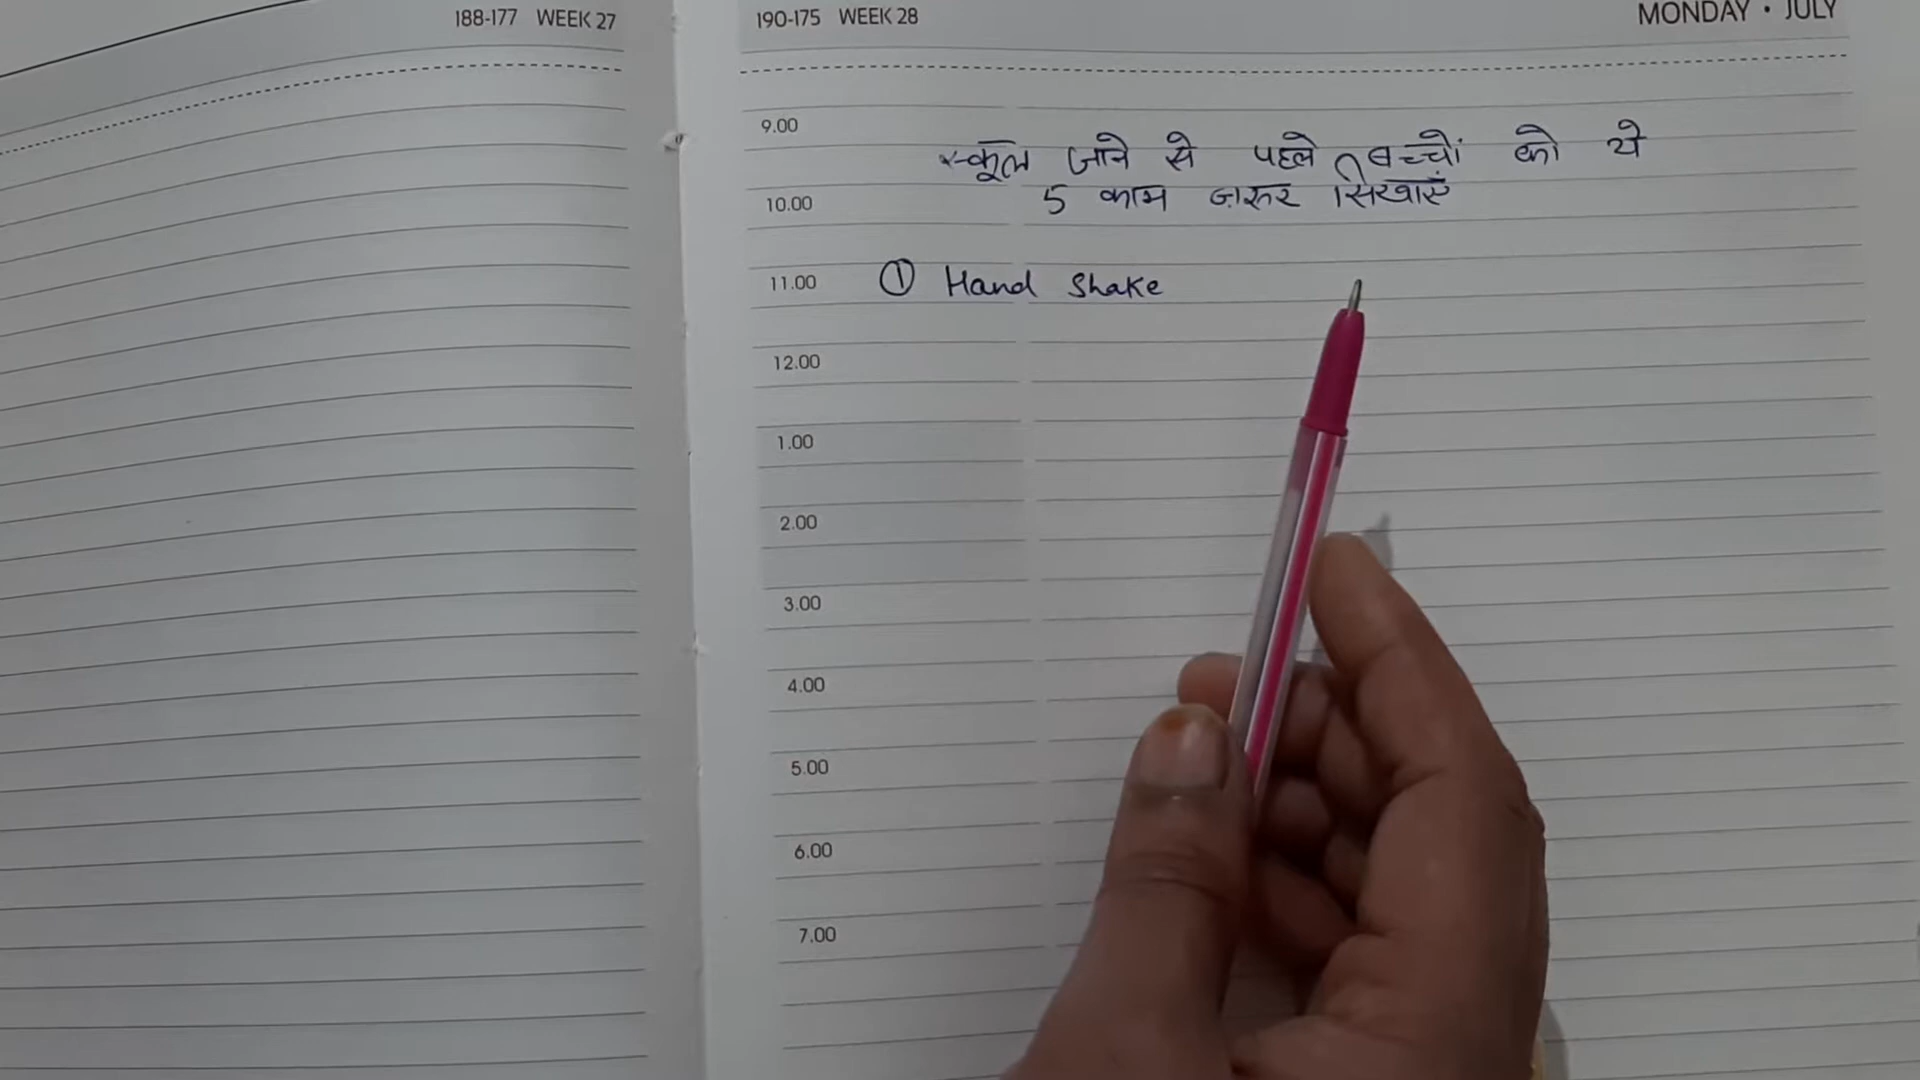 188-177 WEEK 27
190-175 WEEK 28
MONDAY • JULY
9.00
स्कूल जाने से पहले बच्चों को ये
10.00
5 काम ज़रूर सिखाएं
11.00
① Hand Shake
12.00
1.00
2.00
3.00
4.00
5.00
6.00
7.00